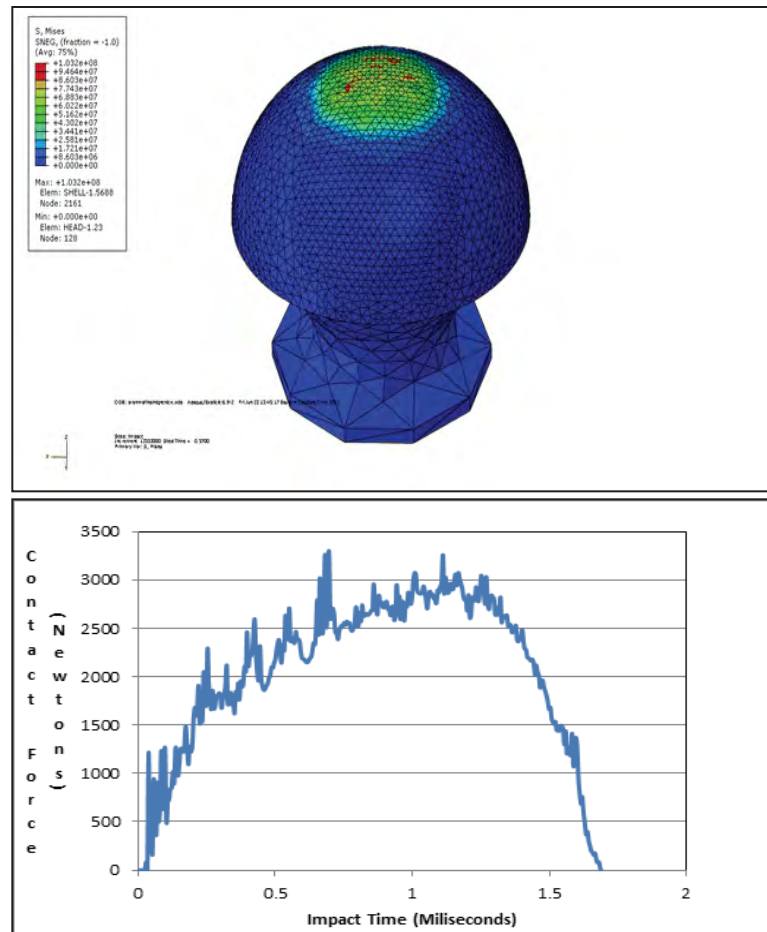 S, Mises
SNEG, (fraction = -1.0)
(Avg: 75%)
+1.032e+08
+9.464e+07
+8.603e+07
+7.743e+07
+6.883e+07
+6.022e+07
+5.162e+07
+4.302e+07
+3.441e+07
+2.581e+07
+1.721e+07
+8.603e+06
+0.000e+00
Max: +1.032e+08
Elem: SHELL-1.5688
Node: 2161
Min: +0.000e+00
Elem: HEAD-1.23
Node: 128
Step: Impact
Contact Force
(Newtons)
3500
3000
2500
2000
1500
1000
500
0
0 0.5 1 1.5 2
Impact Time (Miliseconds)